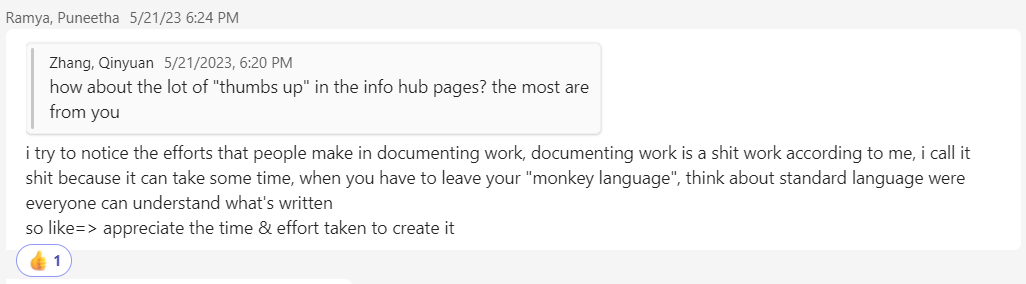 Ramya, Puneetha 5/21/23 6:24 PM
Zhang, Qinyuan 5/21/2023, 6:20 PM
how about the lot of "thumbs up" in the info hub pages? the most are
from you
i try to notice the efforts that people make in documenting work, documenting work is a shit work according to me, i call it
shit because it can take some time, when you have to leave your "monkey language", think about standard language were
everyone can understand what's written
so like=> appreciate the time & effort taken to create it
👍 1